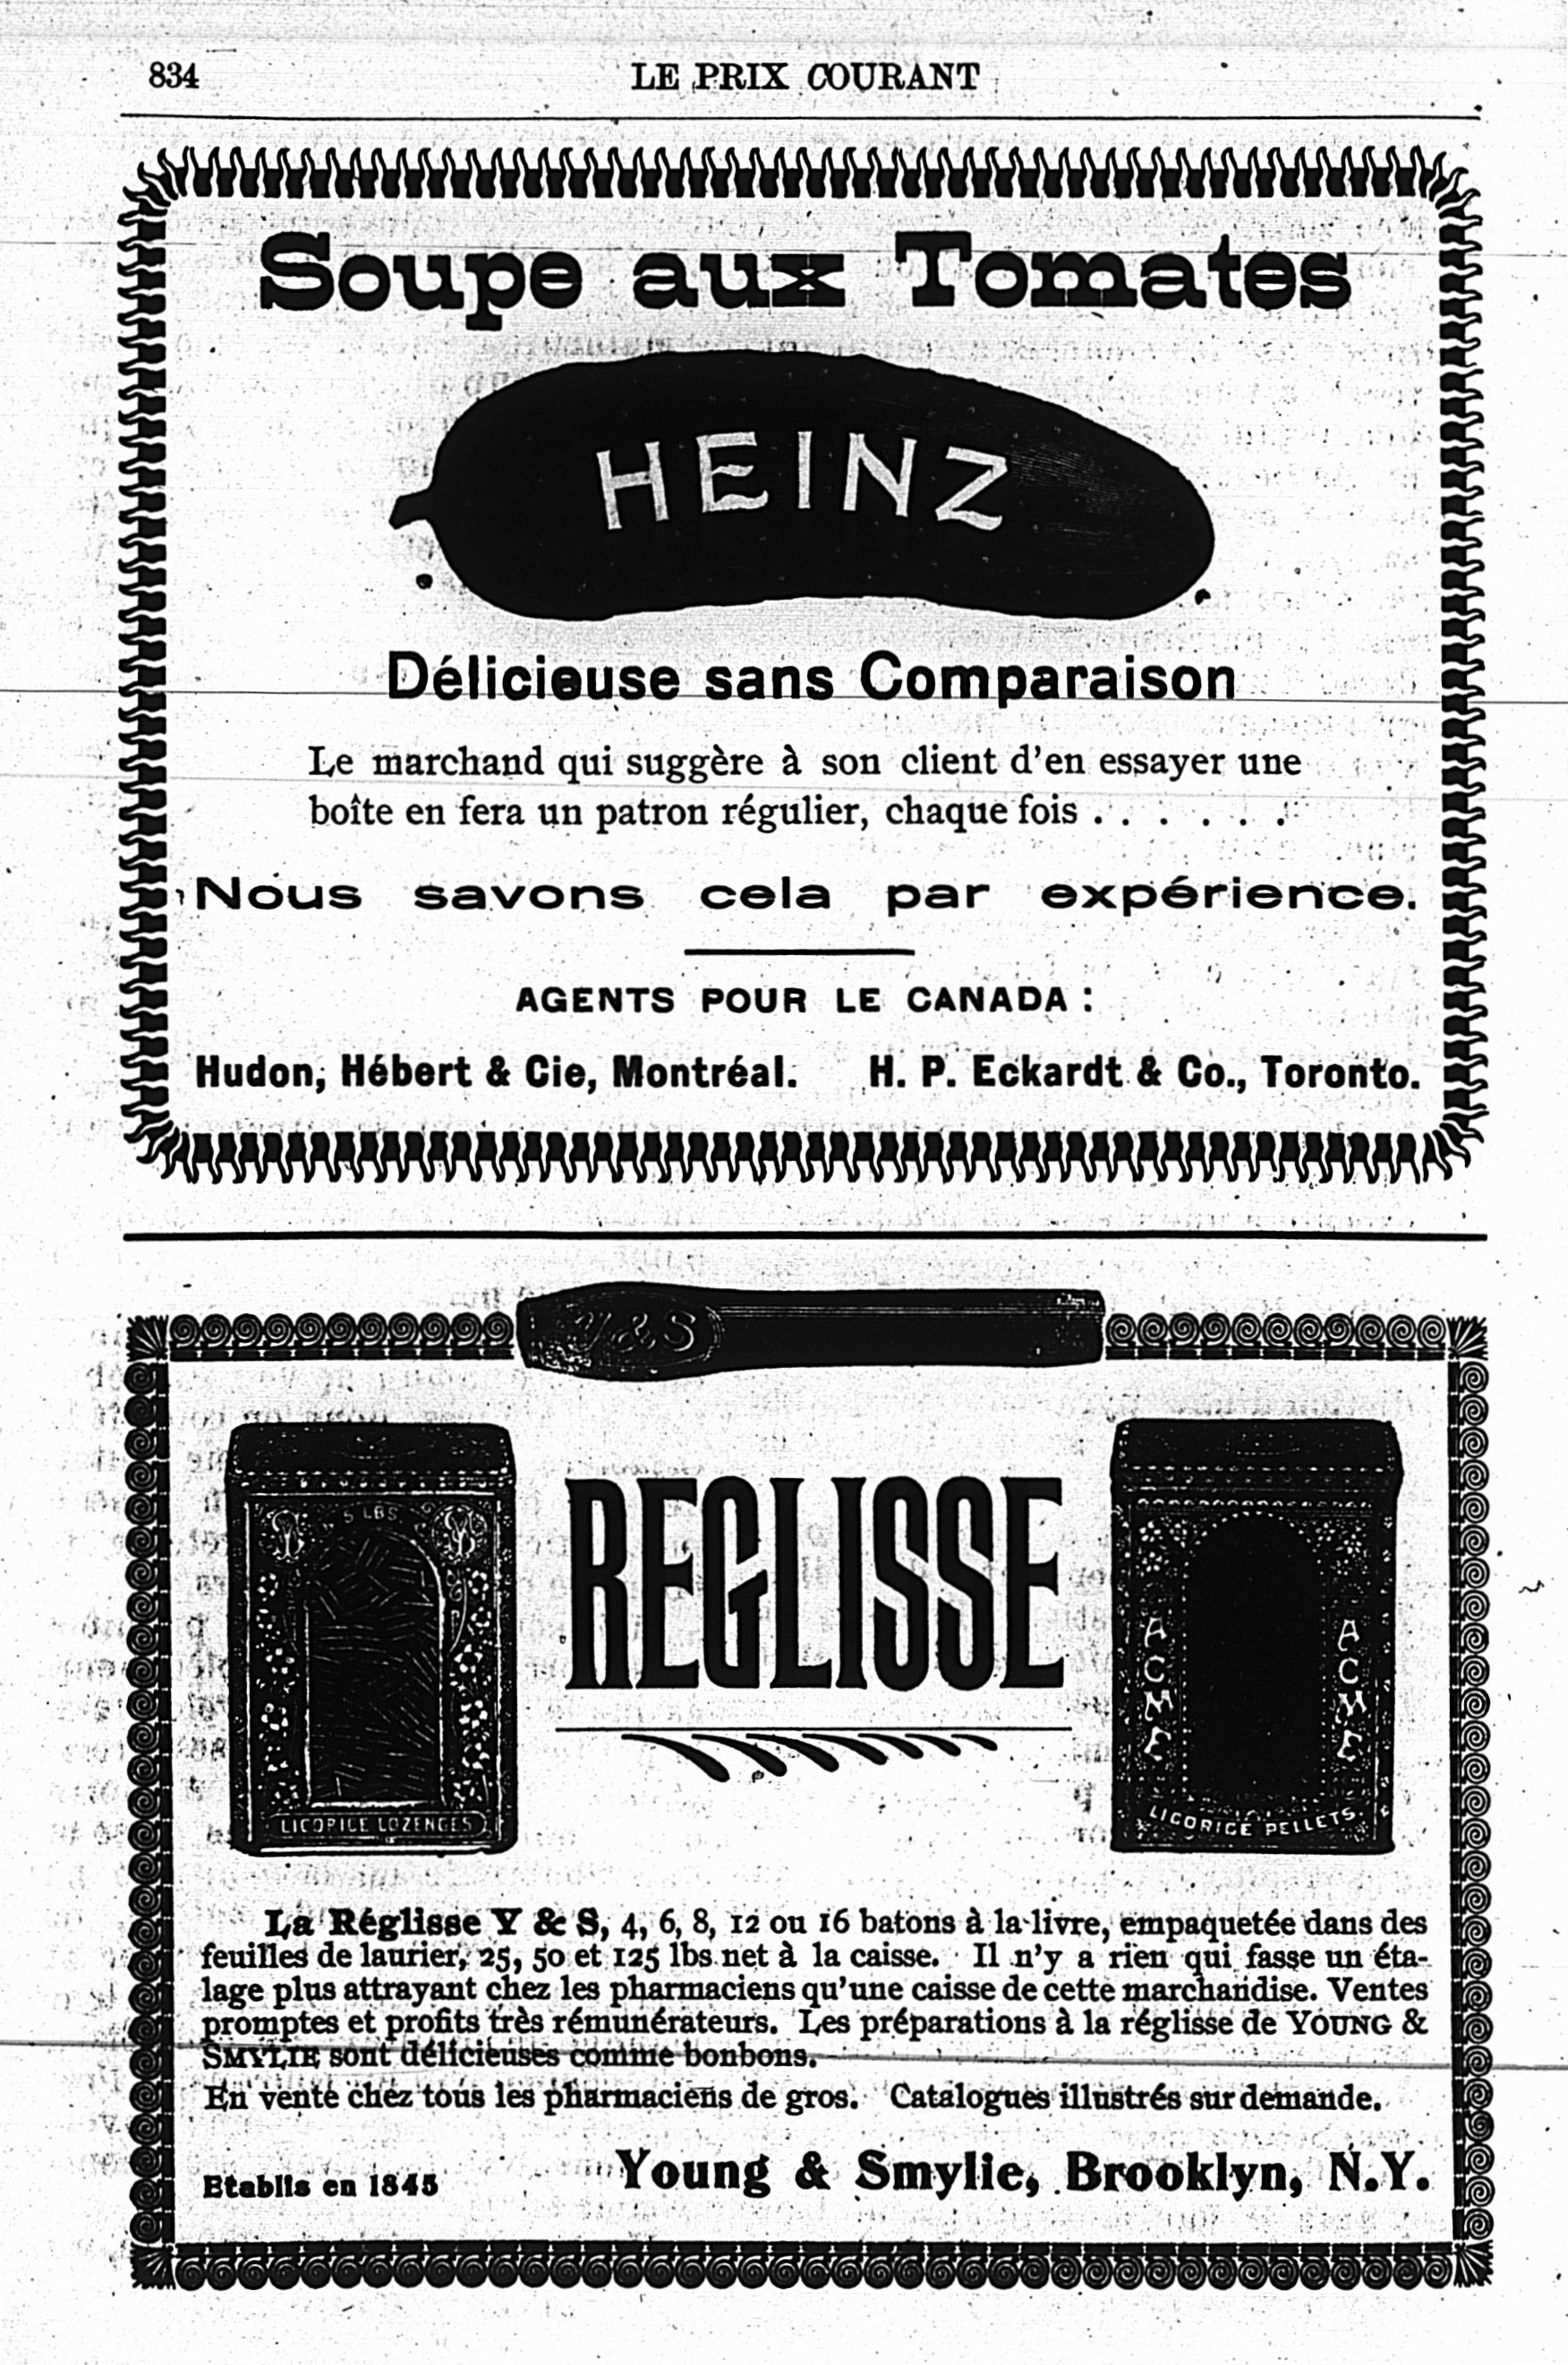 834
LE PRIX COURANT
Soupe aux Tomates
HEINZ
Délicieuse sans Comparaison
Le marchand qui suggère à son client d'en essayer une
boîte en fera un patron régulier, chaque fois . . . . . .
Nous savons cela par expérience.
AGENTS POUR LE CANADA :
Hudon, Hébert & Cie, Montréal. H. P. Eckardt & Co., Toronto.
Y & S
5 LBS
LICORICE LOZENGES
REGLISSE
ACME
ACME
LICORICE PELLETS
La Réglisse Y & S, 4, 6, 8, 12 ou 16 batons à la livre, empaquetée dans des
feuilles de laurier, 25, 50 et 125 lbs net à la caisse. Il n'y a rien qui fasse un éta-
lage plus attrayant chez les pharmaciens qu'une caisse de cette marchandise. Ventes
promptes et profits très rémunérateurs. Les préparations à la réglisse de YOUNG &
SMYLIE sont délicieuses comme bonbons.
En vente chez tous les pharmaciens de gros. Catalogues illustrés sur demande.
Etablis en 1845
Young & Smylie, Brooklyn, N.Y.